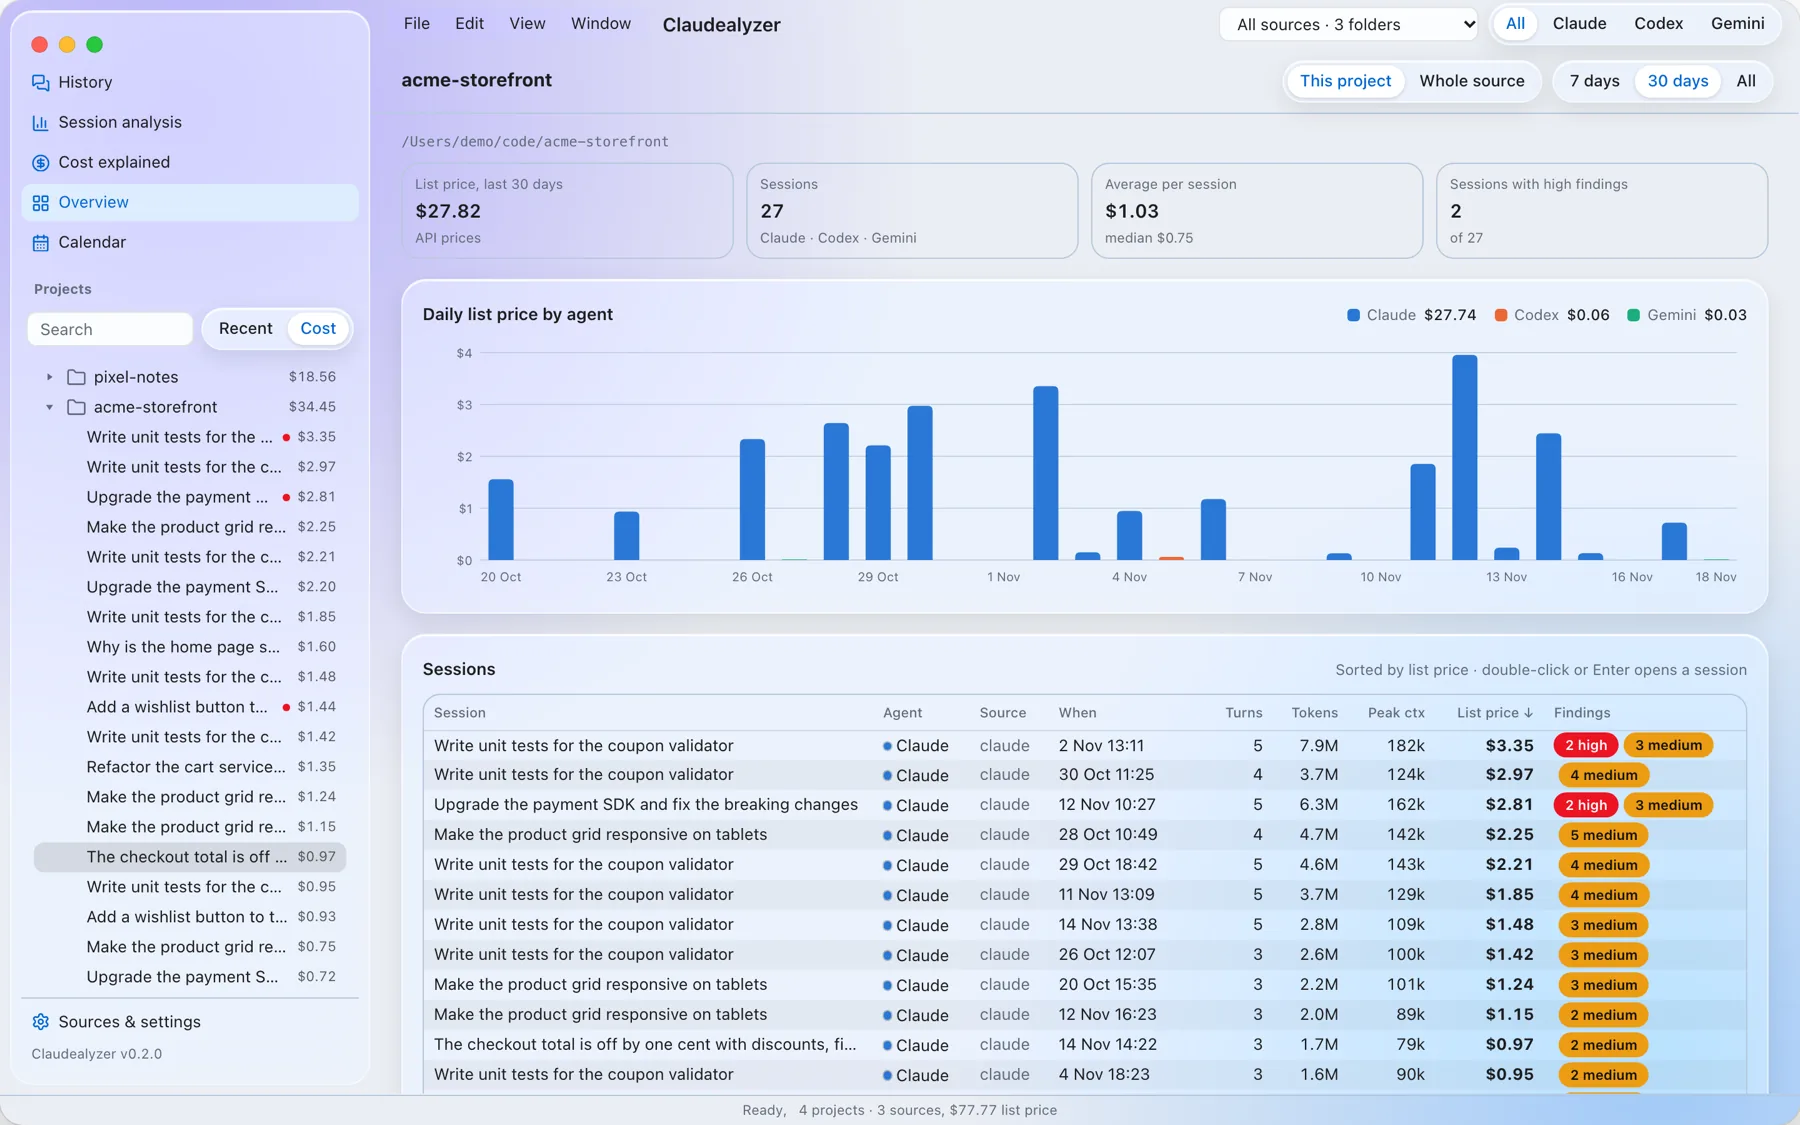 File Edit View Window Claudealyzer
All sources · 3 folders
All Claude Codex Gemini
History
Session analysis
Cost explained
Overview
Calendar
Projects
Search
Recent Cost
pixel-notes $18.56
acme-storefront $34.45
Write unit tests for the ... $3.35
Write unit tests for the c... $2.97
Upgrade the payment ... $2.81
Make the product grid re... $2.25
Write unit tests for the c... $2.21
Upgrade the payment S... $2.20
Write unit tests for the c... $1.85
Why is the home page s... $1.60
Write unit tests for the c... $1.48
Add a wishlist button t... $1.44
Write unit tests for the c... $1.42
Refactor the cart service... $1.35
Make the product grid re... $1.24
Make the product grid re... $1.15
The checkout total is off ... $0.97
Write unit tests for the c... $0.95
Add a wishlist button to t... $0.93
Make the product grid re... $0.75
Upgrade the payment S... $0.72
Sources & settings
Claudealyzer v0.2.0
acme-storefront
This project Whole source
7 days 30 days All
/Users/demo/code/acme-storefront
List price, last 30 days
$27.82
API prices
Sessions
27
Claude · Codex · Gemini
Average per session
$1.03
median $0.75
Sessions with high findings
2
of 27
Daily list price by agent
Claude $27.74 Codex $0.06 Gemini $0.03
$4
$3
$2
$1
$0
20 Oct 23 Oct 26 Oct 29 Oct 1 Nov 4 Nov 7 Nov 10 Nov 13 Nov 16 Nov 18 Nov
Sessions
Sorted by list price · double-click or Enter opens a session
Session Agent Source When Turns Tokens Peak ctx List price ↓ Findings
Write unit tests for the coupon validator Claude claude 2 Nov 13:11 5 7.9M 182k $3.35 2 high 3 medium
Write unit tests for the coupon validator Claude claude 30 Oct 11:25 4 3.7M 124k $2.97 4 medium
Upgrade the payment SDK and fix the breaking changes Claude claude 12 Nov 10:27 5 6.3M 162k $2.81 2 high 3 medium
Make the product grid responsive on tablets Claude claude 28 Oct 10:49 4 4.7M 142k $2.25 5 medium
Write unit tests for the coupon validator Claude claude 29 Oct 18:42 5 4.6M 143k $2.21 4 medium
Write unit tests for the coupon validator Claude claude 11 Nov 13:09 5 3.7M 129k $1.85 4 medium
Write unit tests for the coupon validator Claude claude 14 Nov 13:38 5 2.8M 109k $1.48 3 medium
Write unit tests for the coupon validator Claude claude 26 Oct 12:07 3 2.6M 100k $1.42 3 medium
Make the product grid responsive on tablets Claude claude 20 Oct 15:35 3 2.2M 101k $1.24 3 medium
Make the product grid responsive on tablets Claude claude 12 Nov 16:23 3 2.0M 89k $1.15 2 medium
The checkout total is off by one cent with discounts, fi... Claude claude 14 Nov 14:22 3 1.7M 79k $0.97 2 medium
Write unit tests for the coupon validator Claude claude 4 Nov 18:23 3 1.6M 90k $0.95 2 medium
Ready, 4 projects · 3 sources, $77.77 list price